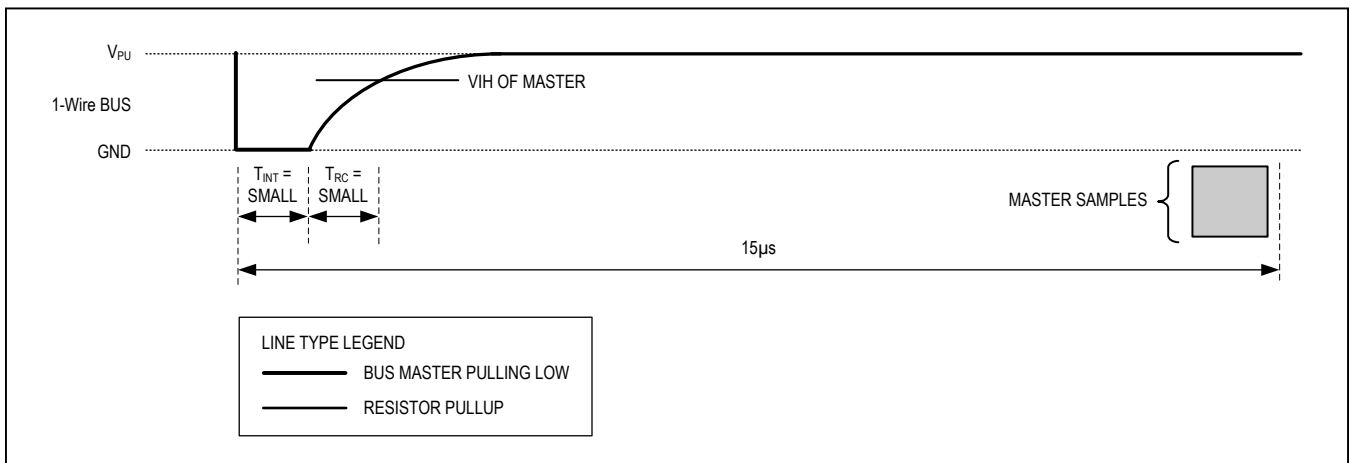 VPU
VIH OF MASTER
1-Wire BUS
GND
TINT =
SMALL
TRC =
SMALL
MASTER SAMPLES
15µs
LINE TYPE LEGEND
BUS MASTER PULLING LOW
RESISTOR PULLUP